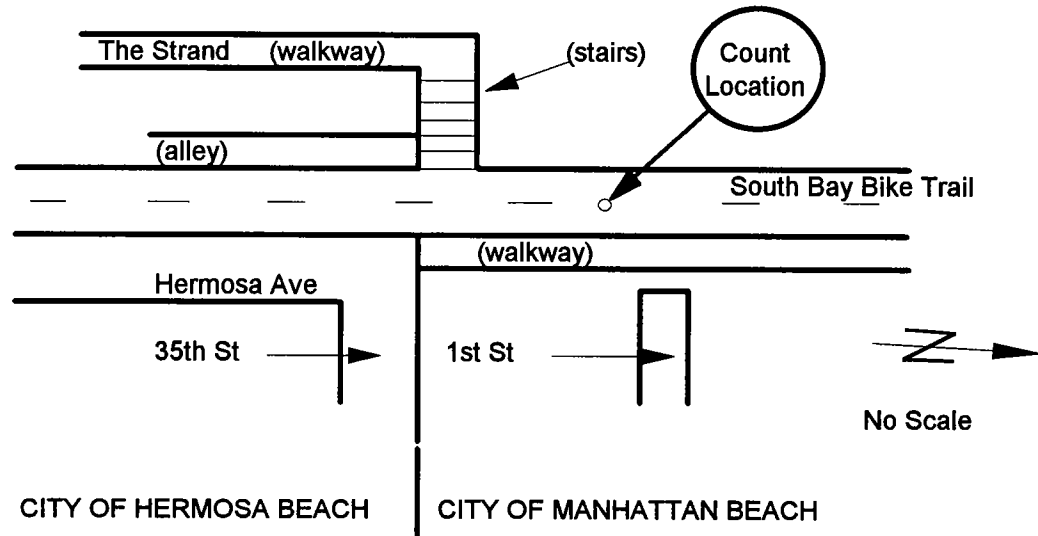 The Strand (walkway)
(stairs)
Count
Location
(alley)
South Bay Bike Trail
(walkway)
Hermosa Ave
35th St
1st St
N
No Scale
CITY OF HERMOSA BEACH
CITY OF MANHATTAN BEACH